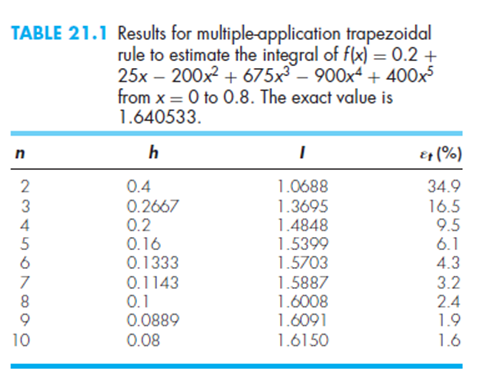 TABLE 21.1 Results for multiple-application trapezoidal
rule to estimate the integral of f(x) = 0.2 +
25x – 200x² + 675x³ – 900x⁴ + 400x⁵
from x = 0 to 0.8. The exact value is
1.640533.
n h I εt (%)
2 0.4 1.0688 34.9
3 0.2667 1.3695 16.5
4 0.2 1.4848 9.5
5 0.16 1.5399 6.1
6 0.1333 1.5703 4.3
7 0.1143 1.5887 3.2
8 0.1 1.6008 2.4
9 0.0889 1.6091 1.9
10 0.08 1.6150 1.6